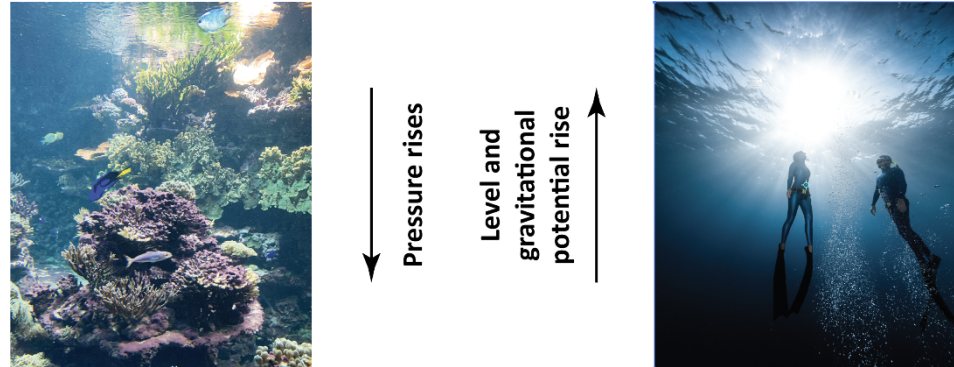 Pressure rises
Level and
gravitational
potential rise